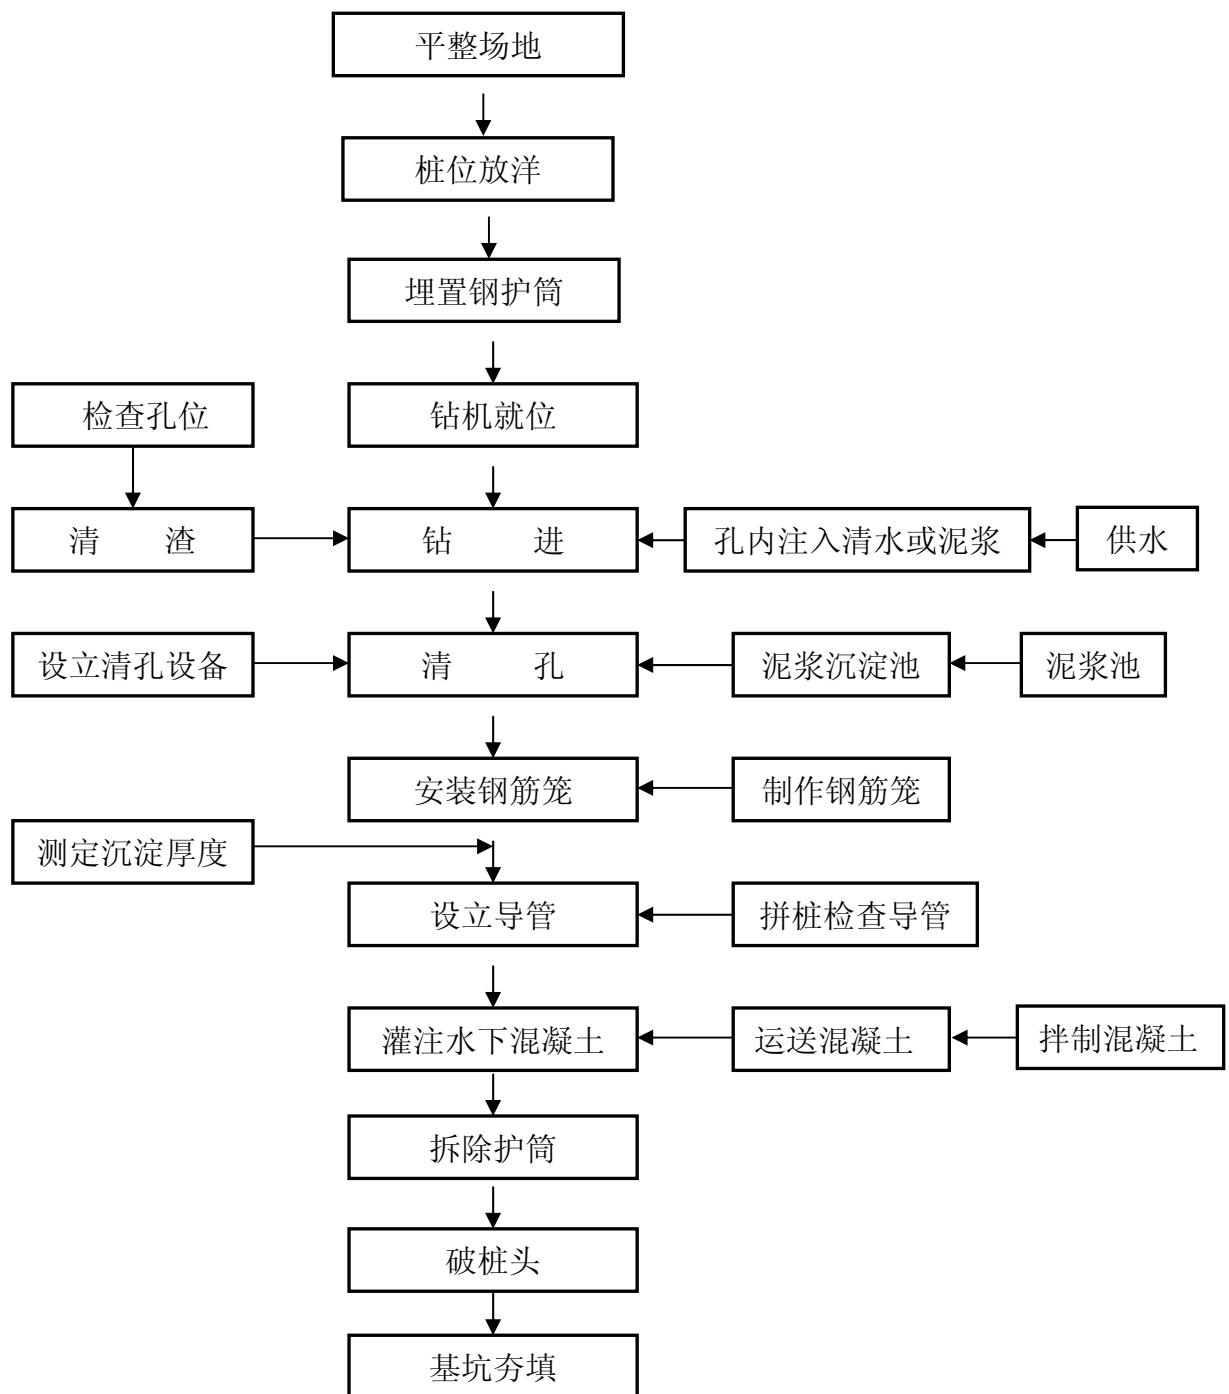 平整场地
桩位放洋
埋置钢护筒
检查孔位
钻机就位
清 渣
钻 进
孔内注入清水或泥浆
供水
设立清孔设备
清 孔
泥浆沉淀池
泥浆池
安装钢筋笼
制作钢筋笼
测定沉淀厚度
设立导管
拼桩检查导管
灌注水下混凝土
运送混凝土
拌制混凝土
拆除护筒
破桩头
基坑夯填